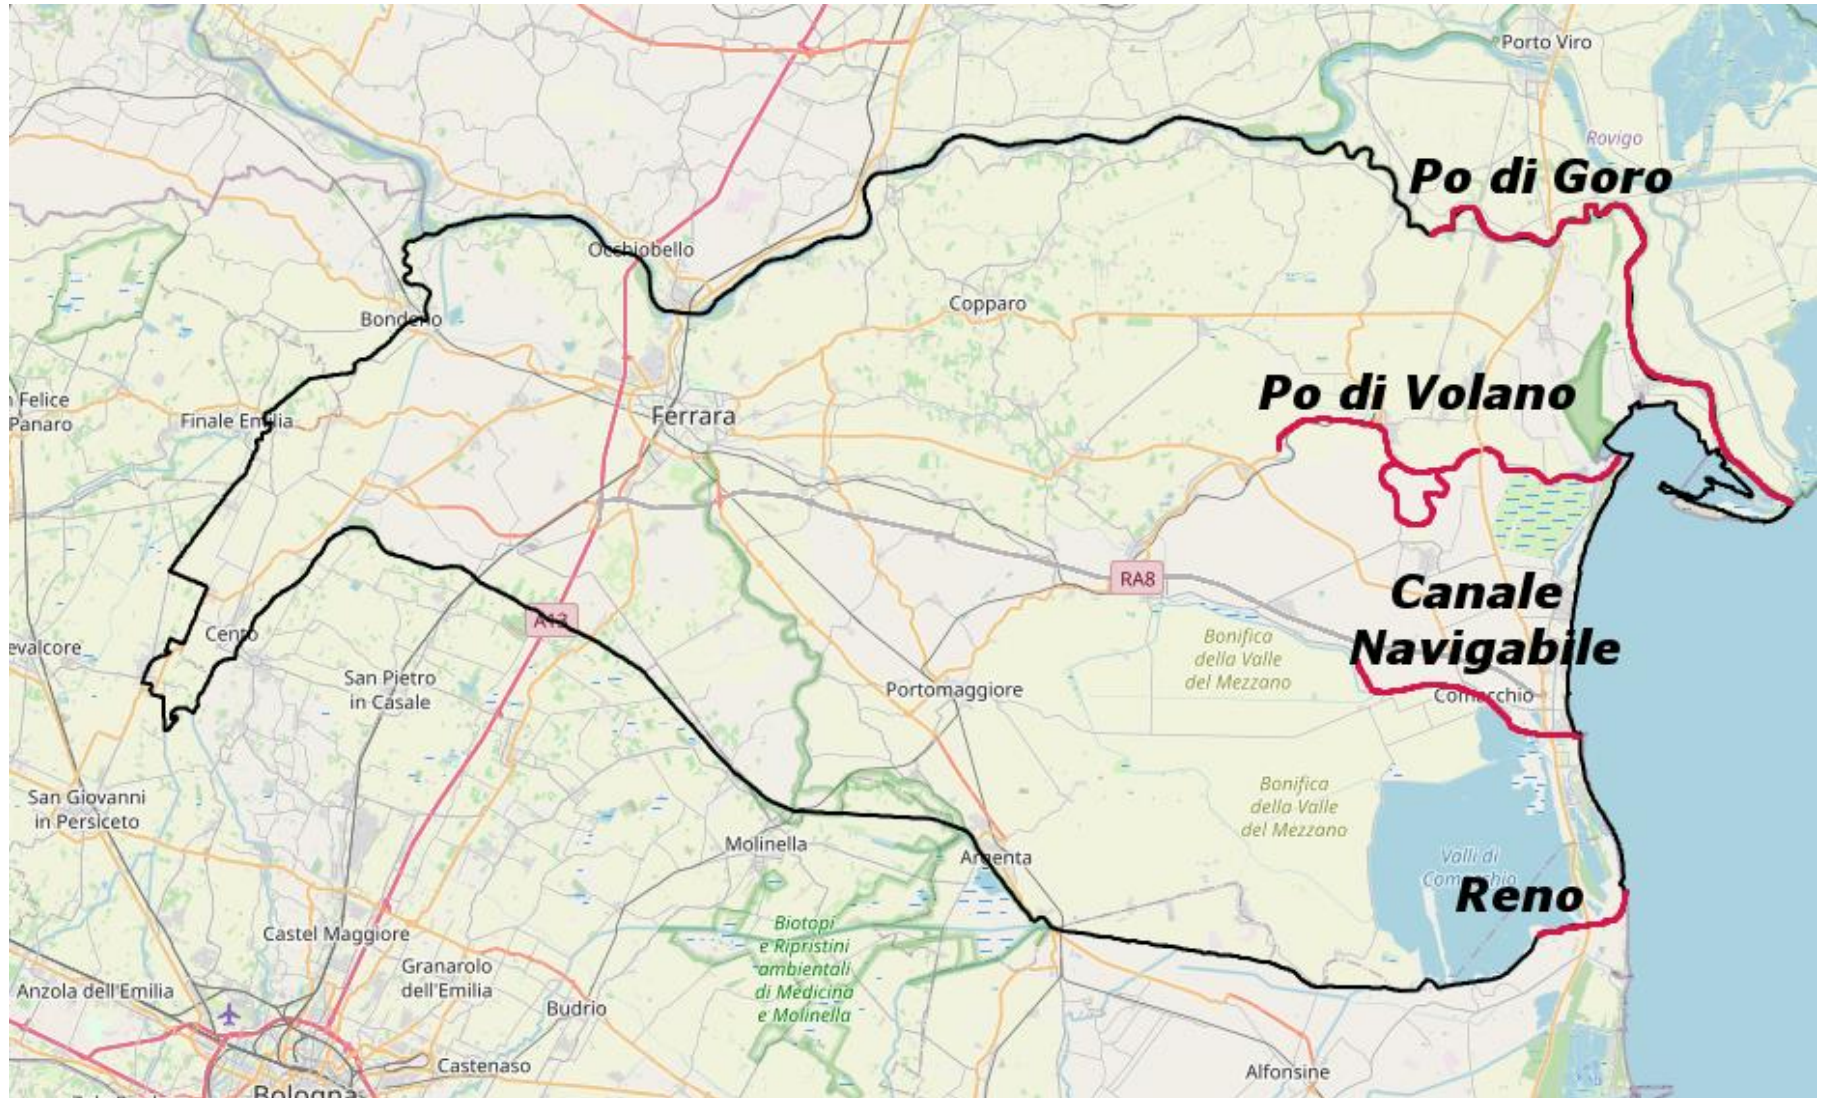 Porto Viro
Rovigo
Po di Goro
Occhiobello
Copparo
Bondeno
n Felice
Panaro
Finale Emilia
Ferrara
Po di Volano
RA8
Canale
Navigabile
A13
Cento
evalcore
Bonifica
della Valle
del Mezzano
San Pietro
in Casale
Portomaggiore
Comacchio
San Giovanni
in Persiceto
Bonifica
della Valle
del Mezzano
Molinella
Argenta
Valli di
Comacchio
Reno
Castel Maggiore
Biotopi
e Ripristini
ambientali
di Medicina
e Molinella
Granarolo
dell'Emilia
Anzola dell'Emilia
Budrio
Castenaso
Alfonsine
Bologna